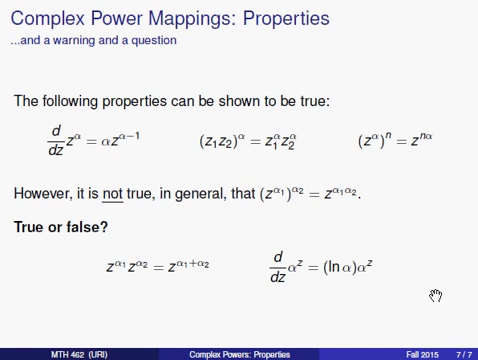 Complex Power Mappings: Properties
...and a warning and a question
The following properties can be shown to be true:
d/dz z^α = αz^{α−1} (z₁z₂)^α = z₁^α z₂^α (z^α)^n = z^{nα}
However, it is not true, in general, that (z^{α₁})^{α₂} = z^{α₁α₂}.
True or false?
z^{α₁} z^{α₂} = z^{α₁+α₂} d/dz α^z = (ln α)α^z
MTH 462 (URI) Complex Powers: Properties Fall 2015 7 / 7